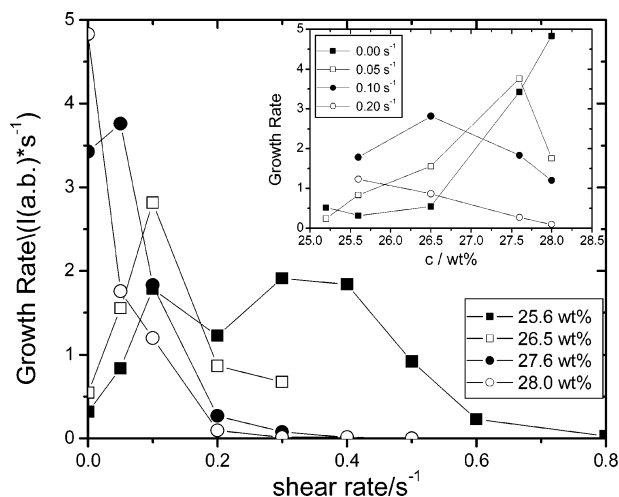 Growth Rate\(I(a.b.)*s⁻¹)
5
4
3
2
1
0
0.0 0.2 0.4 0.6 0.8
shear rate/s⁻¹
25.6 wt%
26.5 wt%
27.6 wt%
28.0 wt%
Growth Rate
5
4
3
2
1
0
25.0 25.5 26.0 26.5 27.0 27.5 28.0 28.5
c / wt%
0.00 s⁻¹
0.05 s⁻¹
0.10 s⁻¹
0.20 s⁻¹